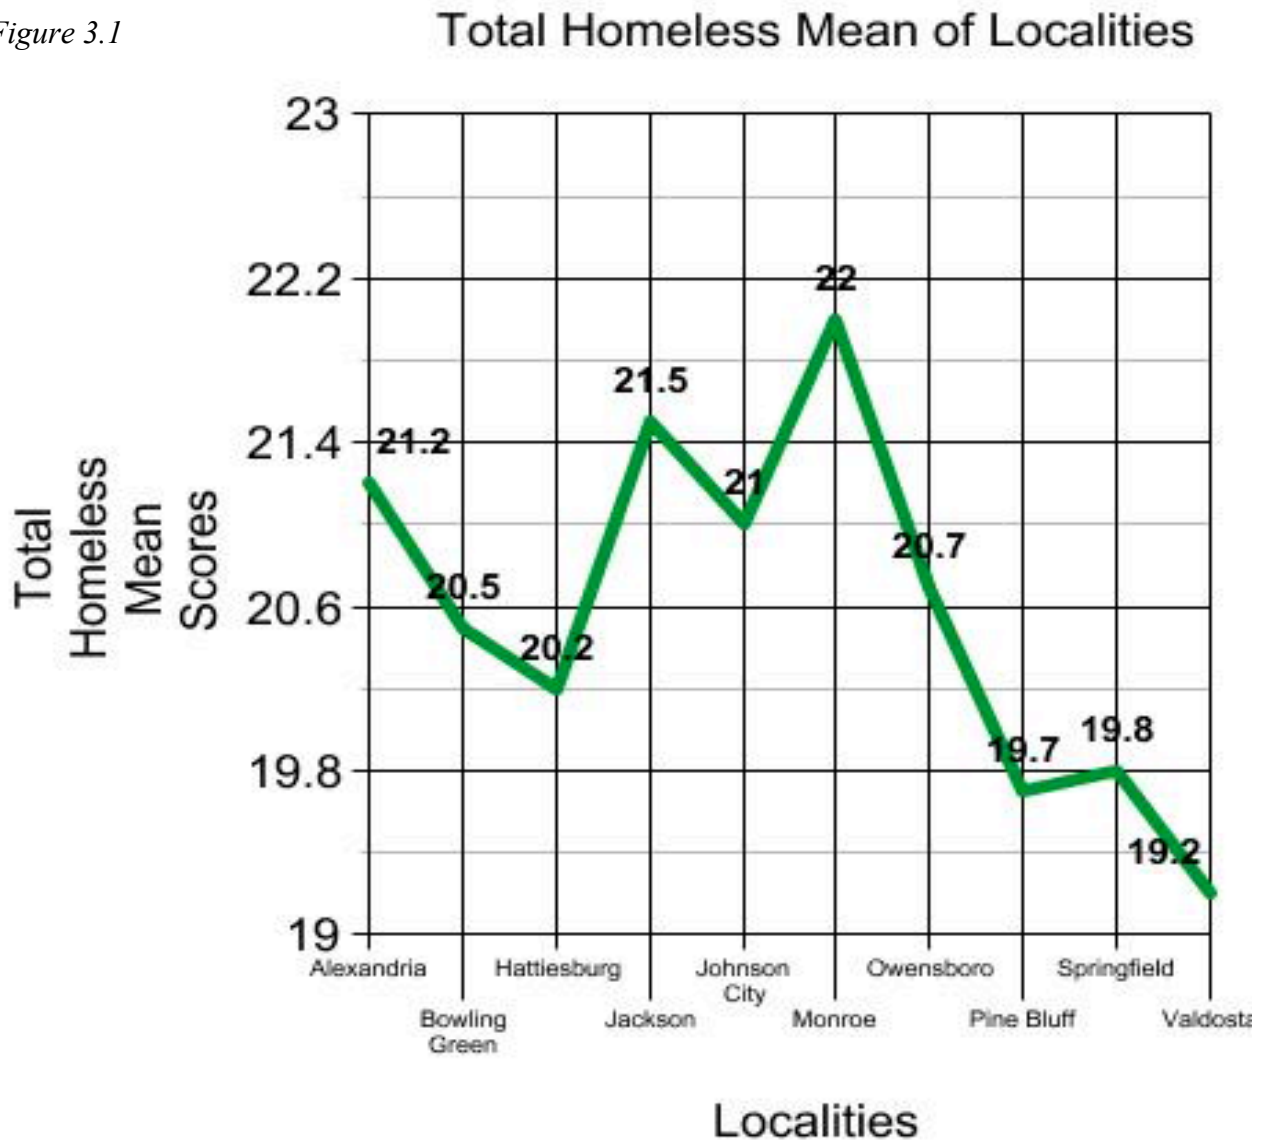 Figure 3.1
Total Homeless Mean of Localities
23
22.2
21.4
20.6
19.8
19
Total
Homeless
Mean
Scores
21.2
20.5
20.2
21.5
21
22
20.7
19.7
19.8
19.2
Alexandria
Bowling
Green
Hattiesburg
Jackson
Johnson
City
Monroe
Owensboro
Pine Bluff
Springfield
Valdosta
Localities